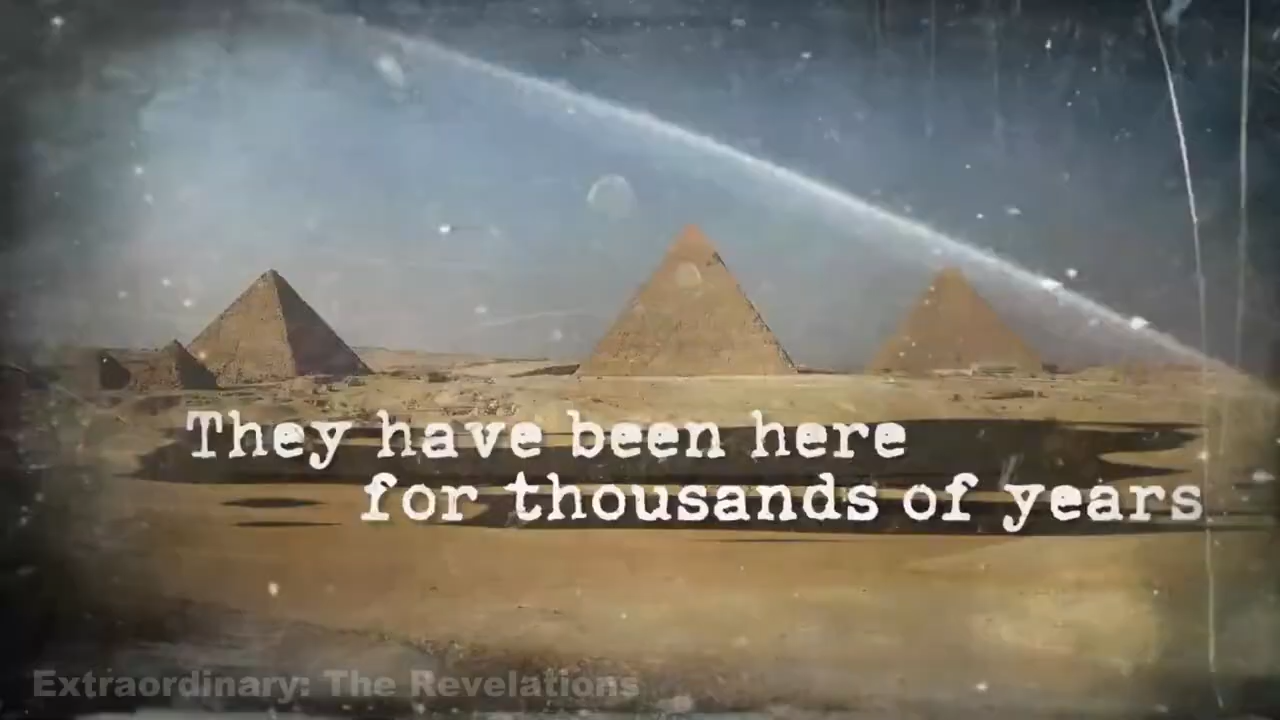 They have been here
for thousands of years
Extraordinary: The Revelations